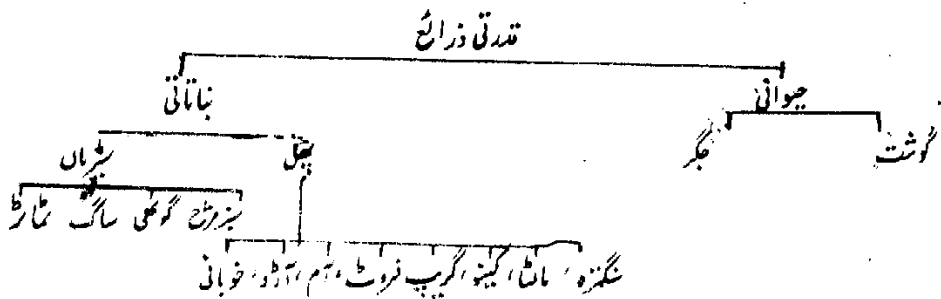 قدرتی ذرائع
حیوانی نباتاتی
گوشت جگر پھل سبزیاں
سبز مرچ گوبھی ساگ ٹماٹر
سنگترہ، مالٹا، کینو، گریپ فروٹ، آم، آڑو، خوبانی